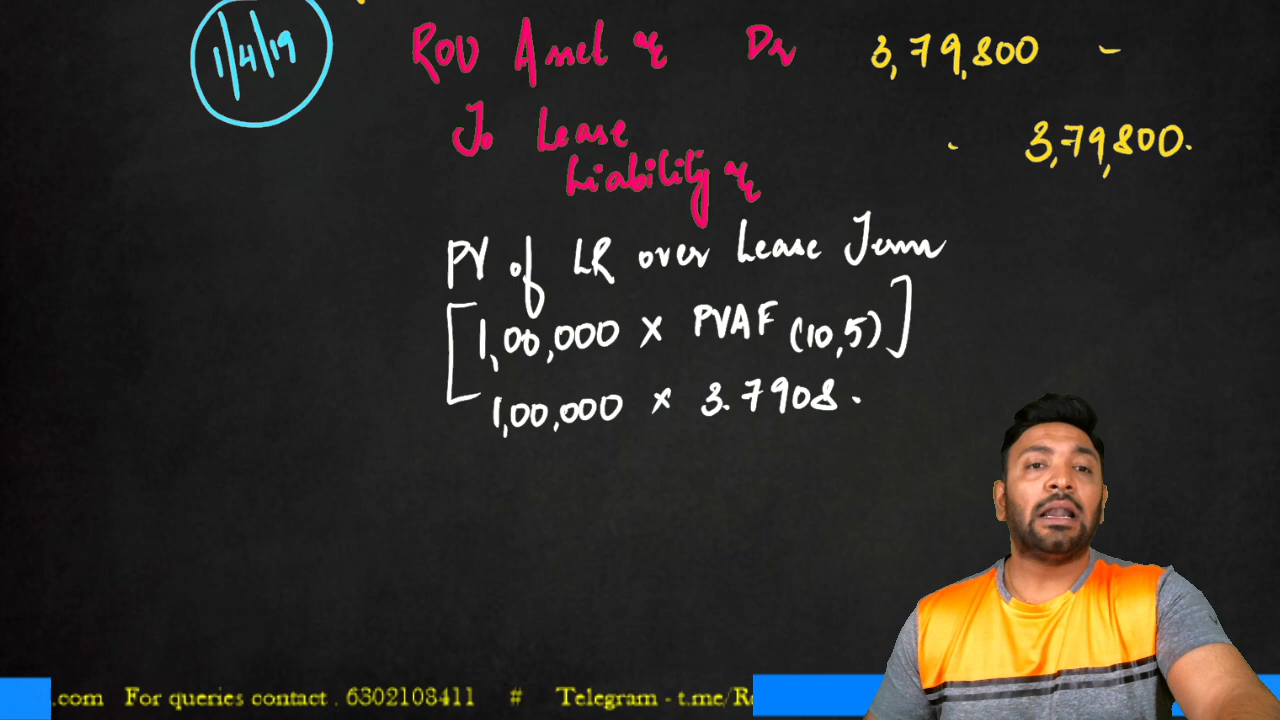 1/4/19 ROU Asset a/c Dr 3,79,800 -
To Lease - 3,79,800.
Liability a/c
PV of LR over Lease Term
[1,00,000 × PVAF (10,5)]
1,00,000 × 3.7908.
.com For queries contact . 6302108411 # Telegram - t.me/R